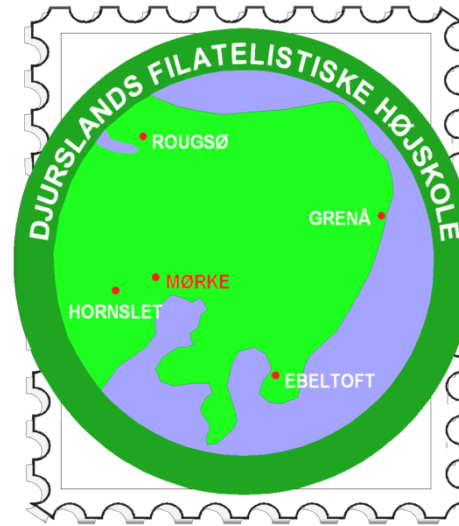 DJURSLANDS FILATELISTISKE HØJSKOLE
ROUGSØ
GRENÅ
MØRKE
HORNSLET
EBELTOFT